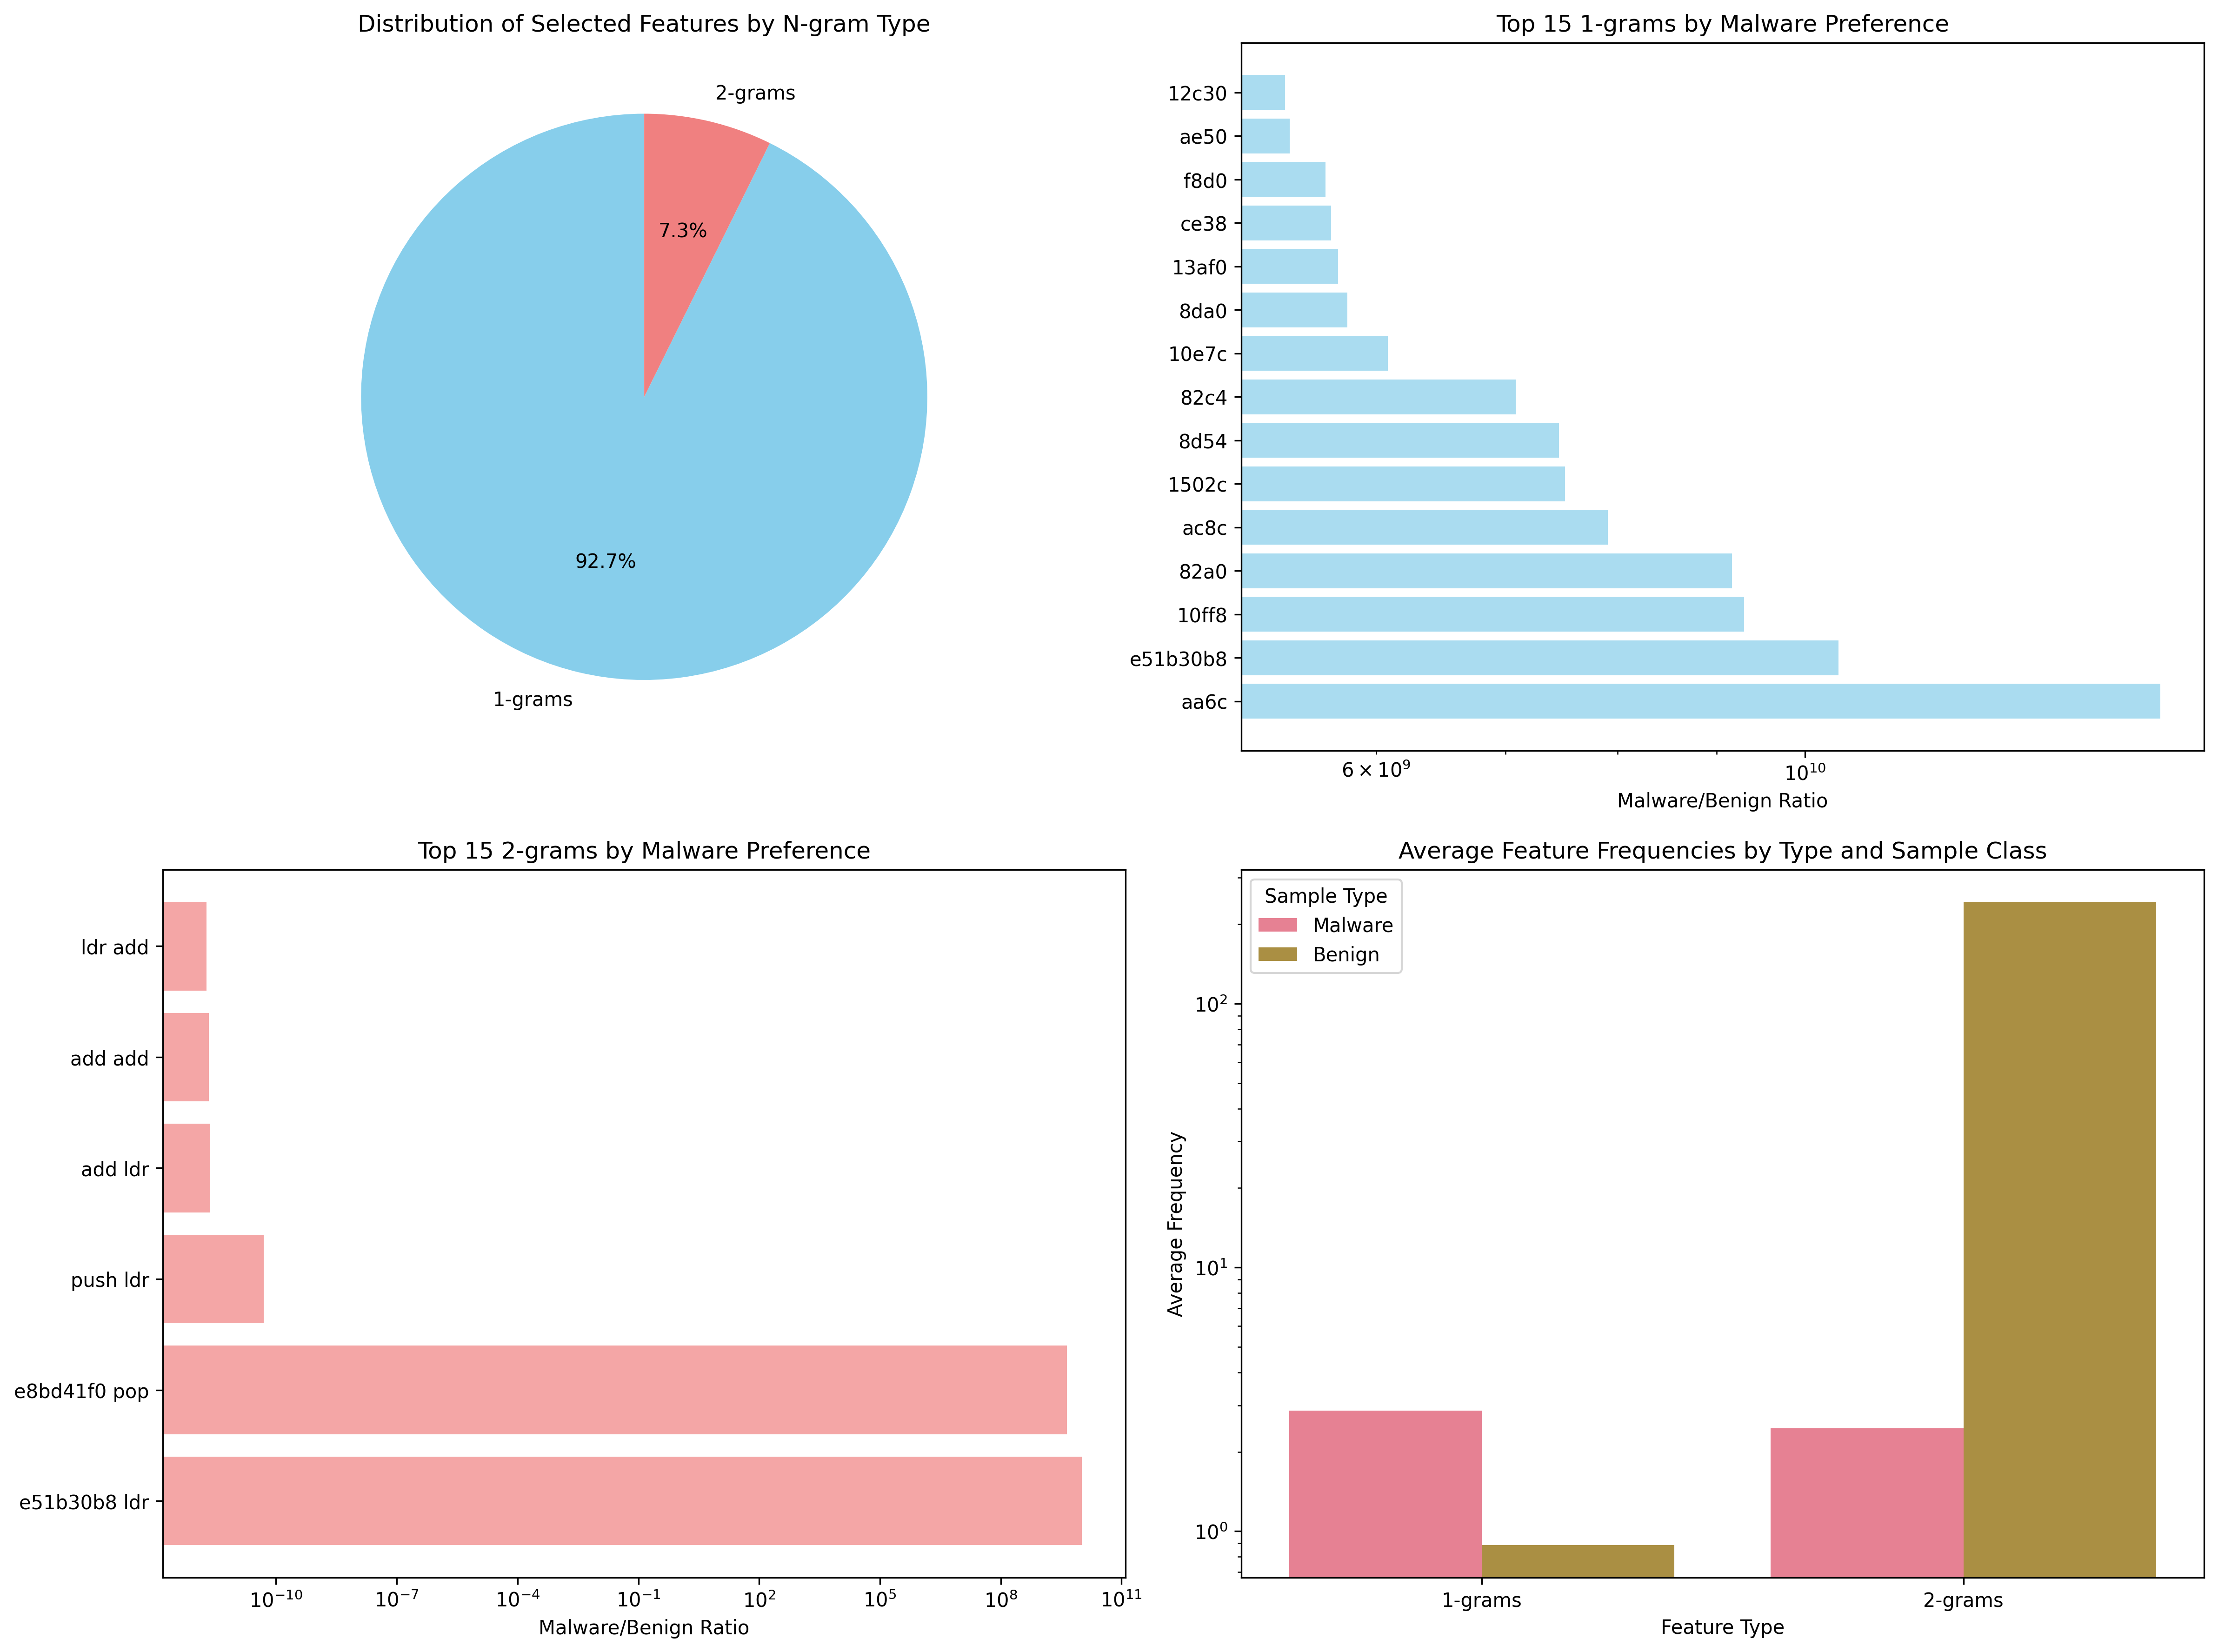 Distribution of Selected Features by N-gram Type
2-grams
7.3%
92.7%
1-grams
Top 15 1-grams by Malware Preference
12c30
ae50
f8d0
ce38
13af0
8da0
10e7c
82c4
8d54
1502c
ac8c
82a0
10ff8
e51b30b8
aa6c
6 × 10⁹ 10¹⁰
Malware/Benign Ratio
Top 15 2-grams by Malware Preference
ldr add
add add
add ldr
push ldr
e8bd41f0 pop
e51b30b8 ldr
10⁻¹⁰ 10⁻⁷ 10⁻⁴ 10⁻¹ 10² 10⁵ 10⁸ 10¹¹
Malware/Benign Ratio
Average Feature Frequencies by Type and Sample Class
Sample Type
Malware
Benign
Average Frequency
10²
10¹
10⁰
1-grams 2-grams
Feature Type